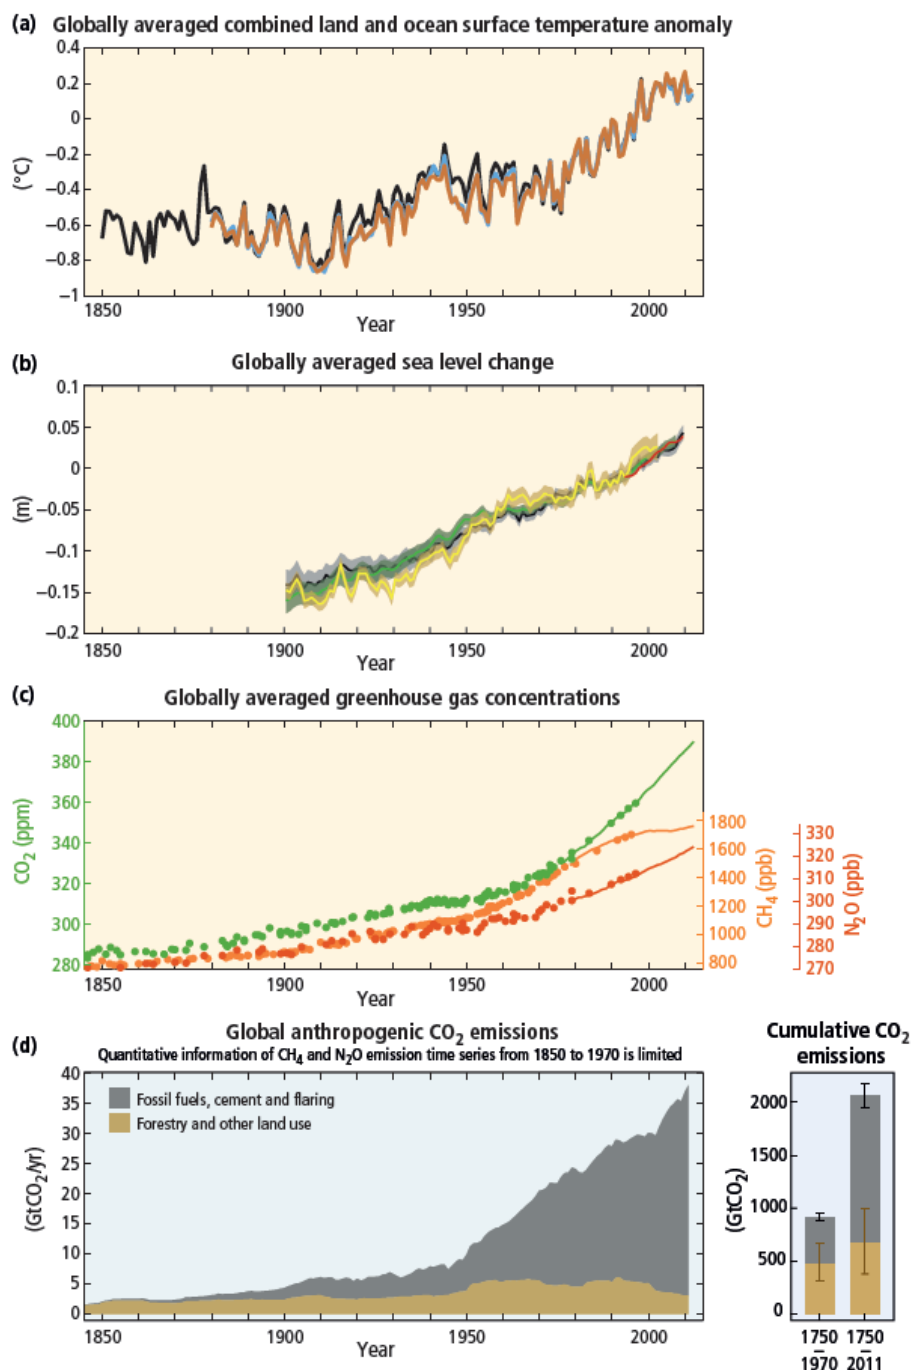 (a) Globally averaged combined land and ocean surface temperature anomaly
0.4
0.2
0
−0.2
−0.4
−0.6
−0.8
−1
(°C)
1850 1900 1950 2000
Year
(b) Globally averaged sea level change
0.1
0.05
0
−0.05
−0.1
−0.15
−0.2
(m)
1850 1900 1950 2000
Year
(c) Globally averaged greenhouse gas concentrations
400
380
360
340
320
300
280
CO2 (ppm)
1800
1600
1400
1200
1000
800
CH4 (ppb)
330
320
310
300
290
280
270
N2O (ppb)
1850 1900 1950 2000
Year
(d) Global anthropogenic CO2 emissions
Quantitative information of CH4 and N2O emission time series from 1850 to 1970 is limited
40
35
30
25
20
15
10
5
0
(GtCO2/yr)
Fossil fuels, cement and flaring
Forestry and other land use
1850 1900 1950 2000
Year
Cumulative CO2
emissions
2000
1500
1000
500
0
(GtCO2)
1750 1750
– –
1970 2011